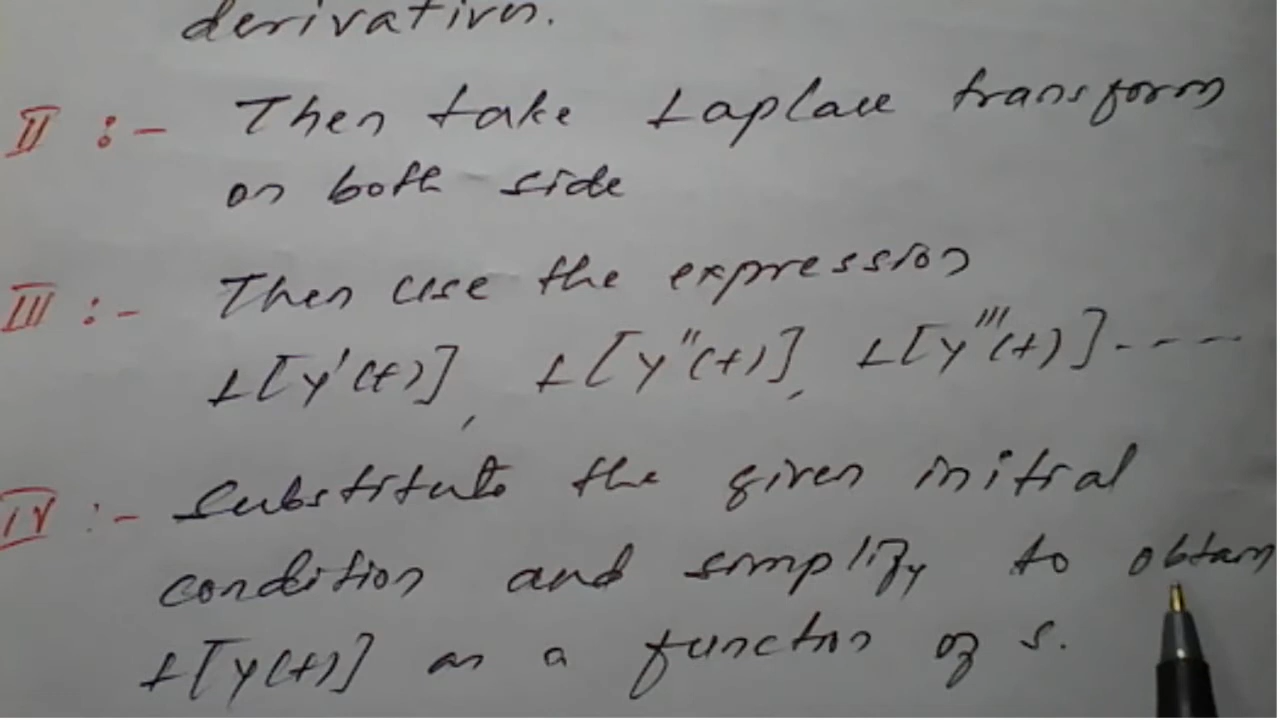 derivatives.
II :- Then take Laplace transform
on both side
III :- Then use the expression
L[y'(t)], L[y''(t)], L[y'''(t)]----
IV :- Substitute the given initial
condition and simplify to obtain
L[y(t)] as a function of s.